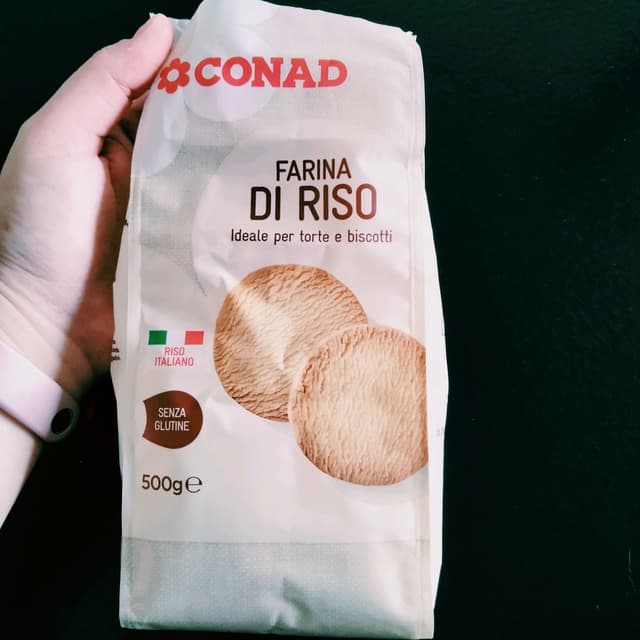 CONAD
FARINA
DI RISO
Ideale per torte e biscotti
RISO
ITALIANO
SENZA
GLUTINE
500g℮